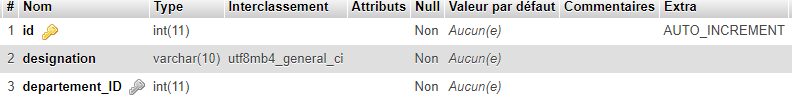 # Nom Type Interclassement Attributs Null Valeur par défaut Commentaires Extra
1 id int(11) Non Aucun(e) AUTO_INCREMENT
2 designation varchar(10) utf8mb4_general_ci Non Aucun(e)
3 departement_ID int(11) Non Aucun(e)